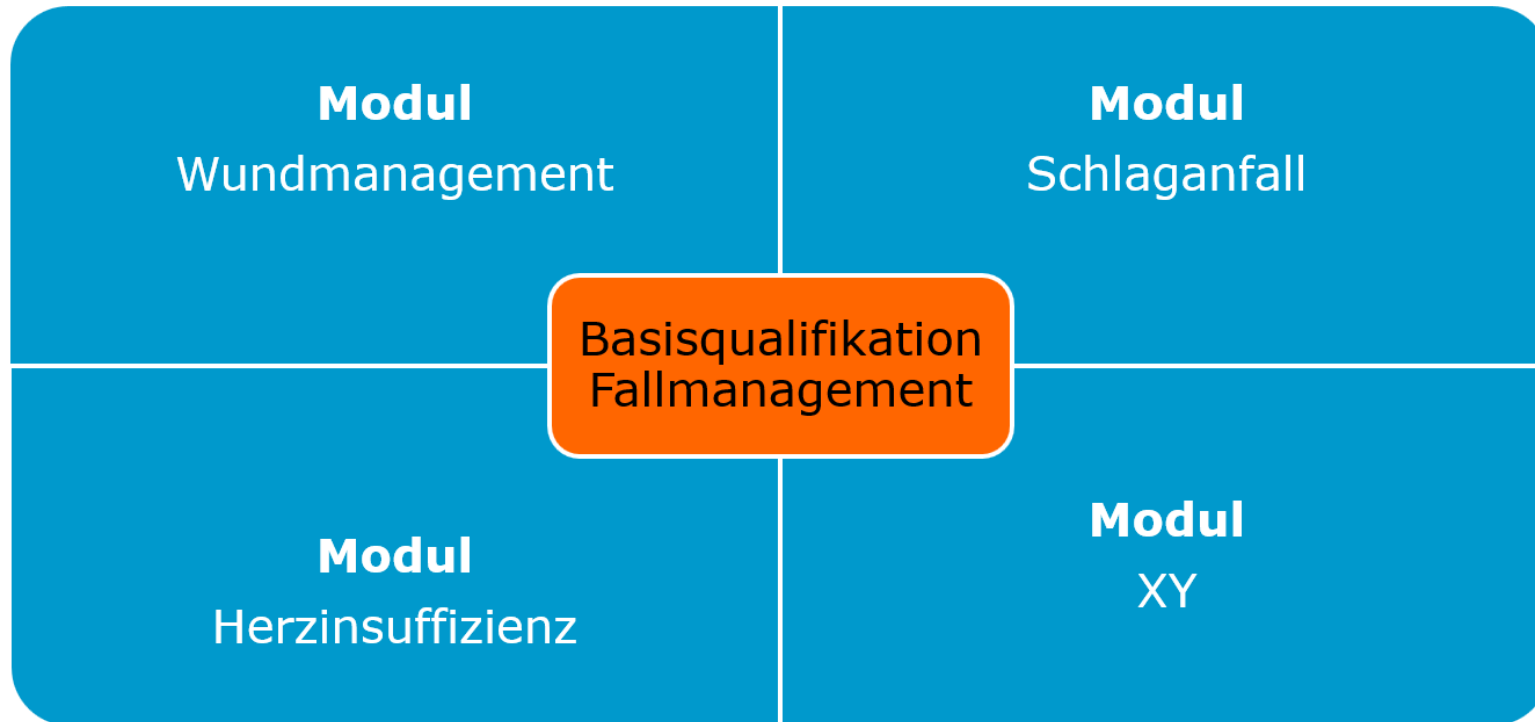 Modul
Wundmanagement
Modul
Schlaganfall
Basisqualifikation
Fallmanagement
Modul
Herzinsuffizienz
Modul
XY